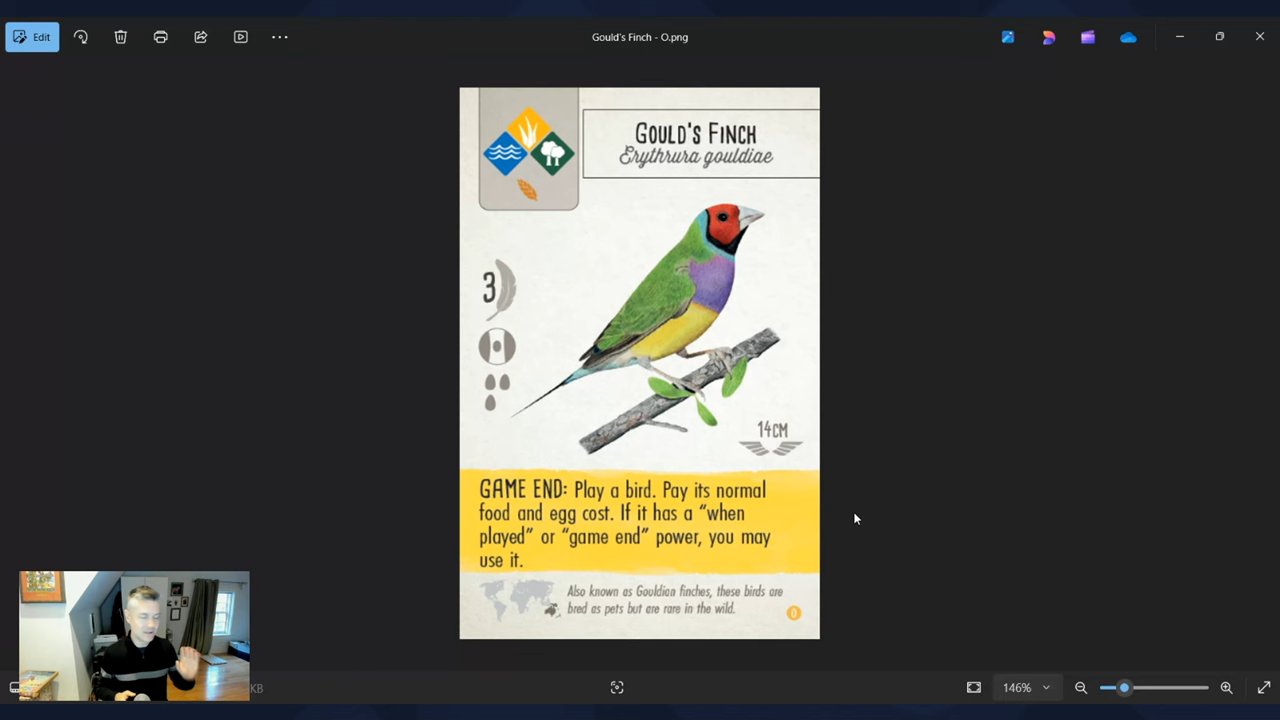 Edit
Gould's Finch - O.png
GOULD'S FINCH
Erythrura gouldiae
3
14CM
GAME END: Play a bird. Pay its normal
food and egg cost. If it has a “when
played” or “game end” power, you may
use it.
Also known as Gouldian finches, these birds are
bred as pets but are rare in the wild.
KB
146%